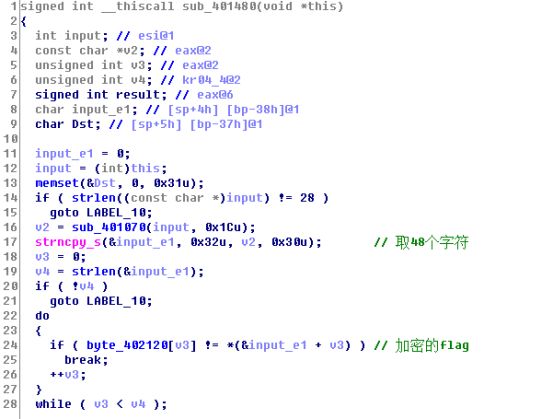 1 signed int __thiscall sub_401480(void *this)
2 {
3 int input; // esi@1
4 const char *v2; // eax@2
5 unsigned int v3; // eax@2
6 unsigned int v4; // kr04_4@2
7 signed int result; // eax@6
8 char input_e1; // [sp+4h] [bp-38h]@1
9 char Dst; // [sp+5h] [bp-37h]@1
10
11 input_e1 = 0;
12 input = (int)this;
13 memset(&Dst, 0, 0x31u);
14 if ( strlen((const char *)input) != 28 )
15 goto LABEL_10;
16 v2 = sub_401070(input, 0x1Cu);
17 strncpy_s(&input_e1, 0x32u, v2, 0x30u); // 取48个字符
18 v3 = 0;
19 v4 = strlen(&input_e1);
20 if ( !v4 )
21 goto LABEL_10;
22 do
23 {
24 if ( byte_402120[v3] != *(&input_e1 + v3) ) // 加密的flag
25 break;
26 ++v3;
27 }
28 while ( v3 < v4 );